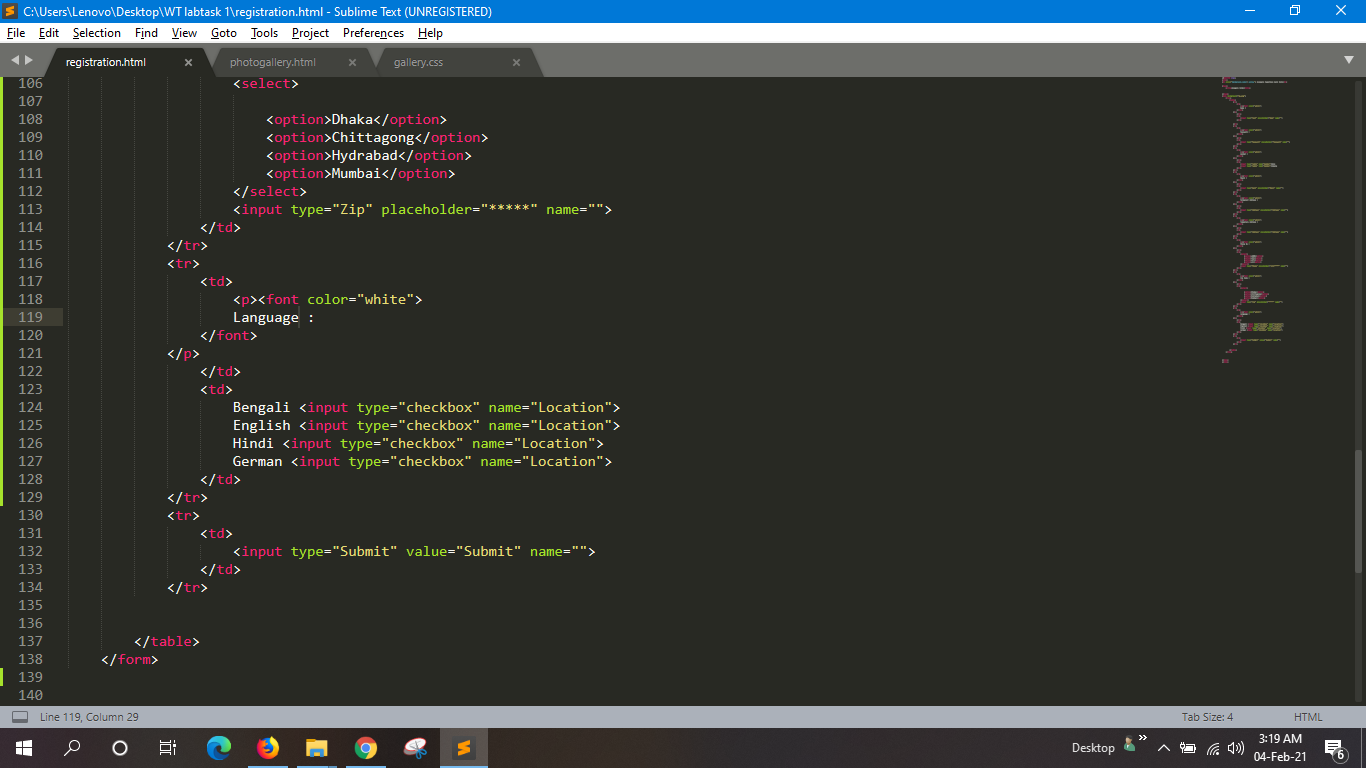 C:\Users\Lenovo\Desktop\WT labtask 1\registration.html - Sublime Text (UNREGISTERED)
File Edit Selection Find View Goto Tools Project Preferences Help
registration.html photogallery.html gallery.css
106 <select>
107
108 <option>Dhaka</option>
109 <option>Chittagong</option>
110 <option>Hydrabad</option>
111 <option>Mumbai</option>
112 </select>
113 <input type="Zip" placeholder="*****" name="">
114 </td>
115 </tr>
116 <tr>
117 <td>
118 <p><font color="white">
119 Language :
120 </font>
121 </p>
122 </td>
123 <td>
124 Bengali <input type="checkbox" name="Location">
125 English <input type="checkbox" name="Location">
126 Hindi <input type="checkbox" name="Location">
127 German <input type="checkbox" name="Location">
128 </td>
129 </tr>
130 <tr>
131 <td>
132 <input type="Submit" value="Submit" name="">
133 </td>
134 </tr>
135
136
137 </table>
138 </form>
139
140
Line 119, Column 29 Tab Size: 4 HTML
Desktop 3:19 AM
04-Feb-21 6